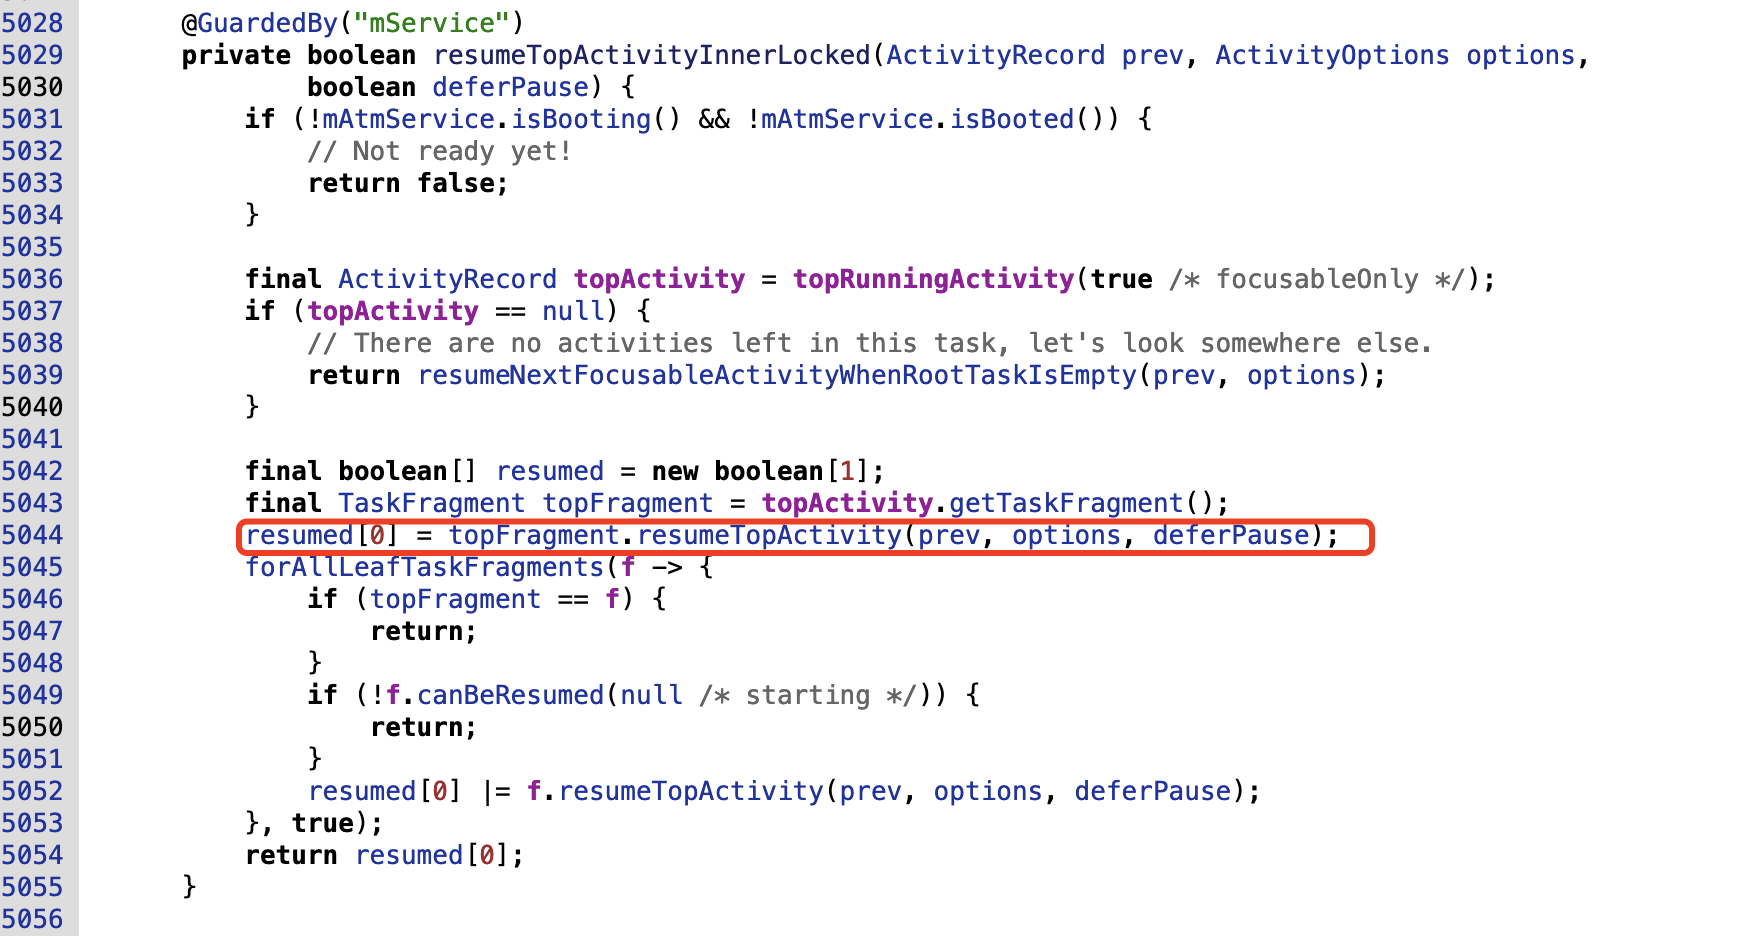 5028 @GuardedBy("mService")
5029 private boolean resumeTopActivityInnerLocked(ActivityRecord prev, ActivityOptions options,
5030 boolean deferPause) {
5031 if (!mAtmService.isBooting() && !mAtmService.isBooted()) {
5032 // Not ready yet!
5033 return false;
5034 }
5035
5036 final ActivityRecord topActivity = topRunningActivity(true /* focusableOnly */);
5037 if (topActivity == null) {
5038 // There are no activities left in this task, let's look somewhere else.
5039 return resumeNextFocusableActivityWhenRootTaskIsEmpty(prev, options);
5040 }
5041
5042 final boolean[] resumed = new boolean[1];
5043 final TaskFragment topFragment = topActivity.getTaskFragment();
5044 resumed[0] = topFragment.resumeTopActivity(prev, options, deferPause);
5045 forAllLeafTaskFragments(f -> {
5046 if (topFragment == f) {
5047 return;
5048 }
5049 if (!f.canBeResumed(null /* starting */)) {
5050 return;
5051 }
5052 resumed[0] |= f.resumeTopActivity(prev, options, deferPause);
5053 }, true);
5054 return resumed[0];
5055 }
5056